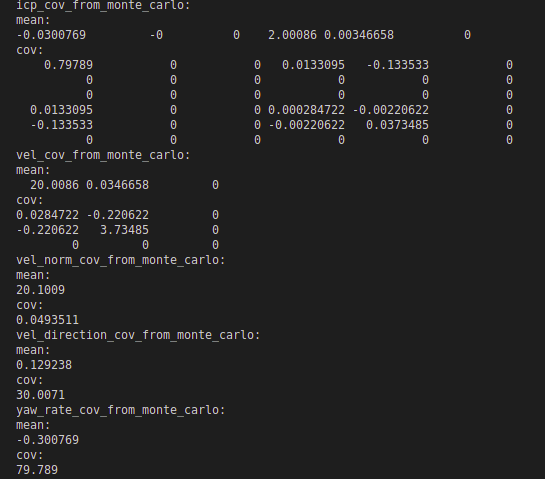 icp_cov_from_monte_carlo:
mean:
-0.0300769 -0 0 2.00086 0.00346658 0
cov:
0.79789 0 0 0.0133095 -0.133533 0
0 0 0 0 0 0
0 0 0 0 0 0
0.0133095 0 0 0.000284722 -0.00220622 0
-0.133533 0 0 -0.00220622 0.0373485 0
0 0 0 0 0 0
vel_cov_from_monte_carlo:
mean:
20.0086 0.0346658 0
cov:
0.0284722 -0.220622 0
-0.220622 3.73485 0
0 0 0
vel_norm_cov_from_monte_carlo:
mean:
20.1009
cov:
0.0493511
vel_direction_cov_from_monte_carlo:
mean:
0.129238
cov:
30.0071
yaw_rate_cov_from_monte_carlo:
mean:
-0.300769
cov:
79.789